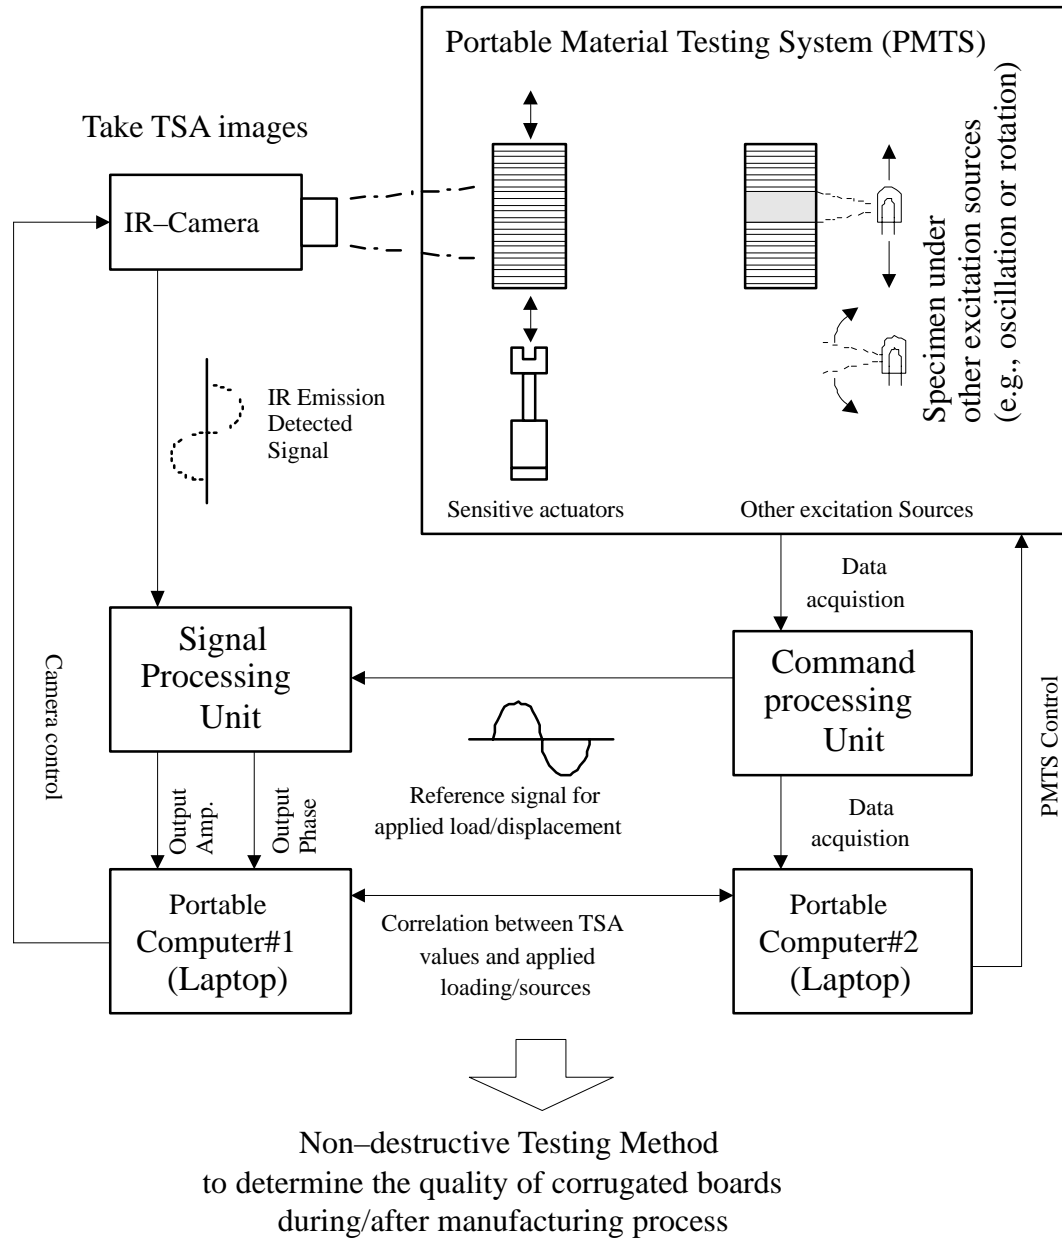 Portable Material Testing System (PMTS)
Take TSA images
IR–Camera
Specimen under
other excitation sources
(e.g., oscillation or rotation)
IR Emission
Detected
Signal
Sensitive actuators
Other excitation Sources
Data
acquistion
Signal
Processing
Unit
Command
processing
Unit
Camera control
PMTS Control
Reference signal for
applied load/displacement
Output
Amp.
Output
Phase
Data
acquistion
Portable
Computer#1
(Laptop)
Correlation between TSA
values and applied
loading/sources
Portable
Computer#2
(Laptop)
Non–destructive Testing Method
to determine the quality of corrugated boards
during/after manufacturing process